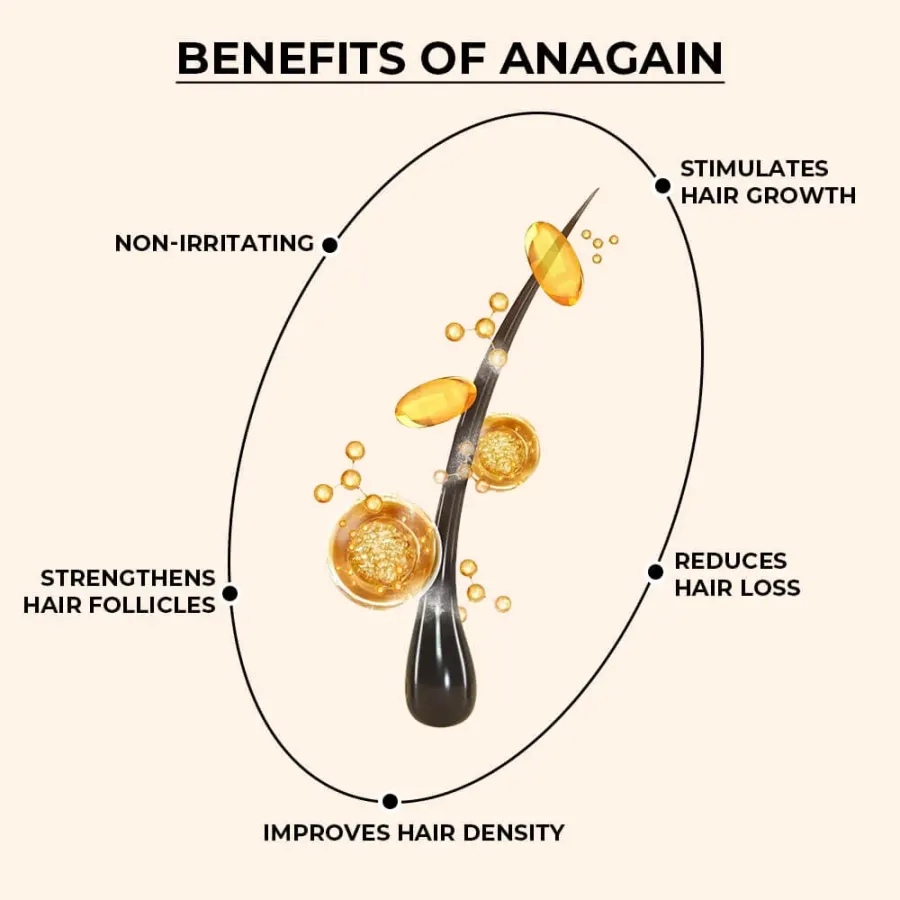 BENEFITS OF ANAGAIN
STIMULATES
HAIR GROWTH
NON-IRRITATING
STRENGTHENS
HAIR FOLLICLES
REDUCES
HAIR LOSS
IMPROVES HAIR DENSITY